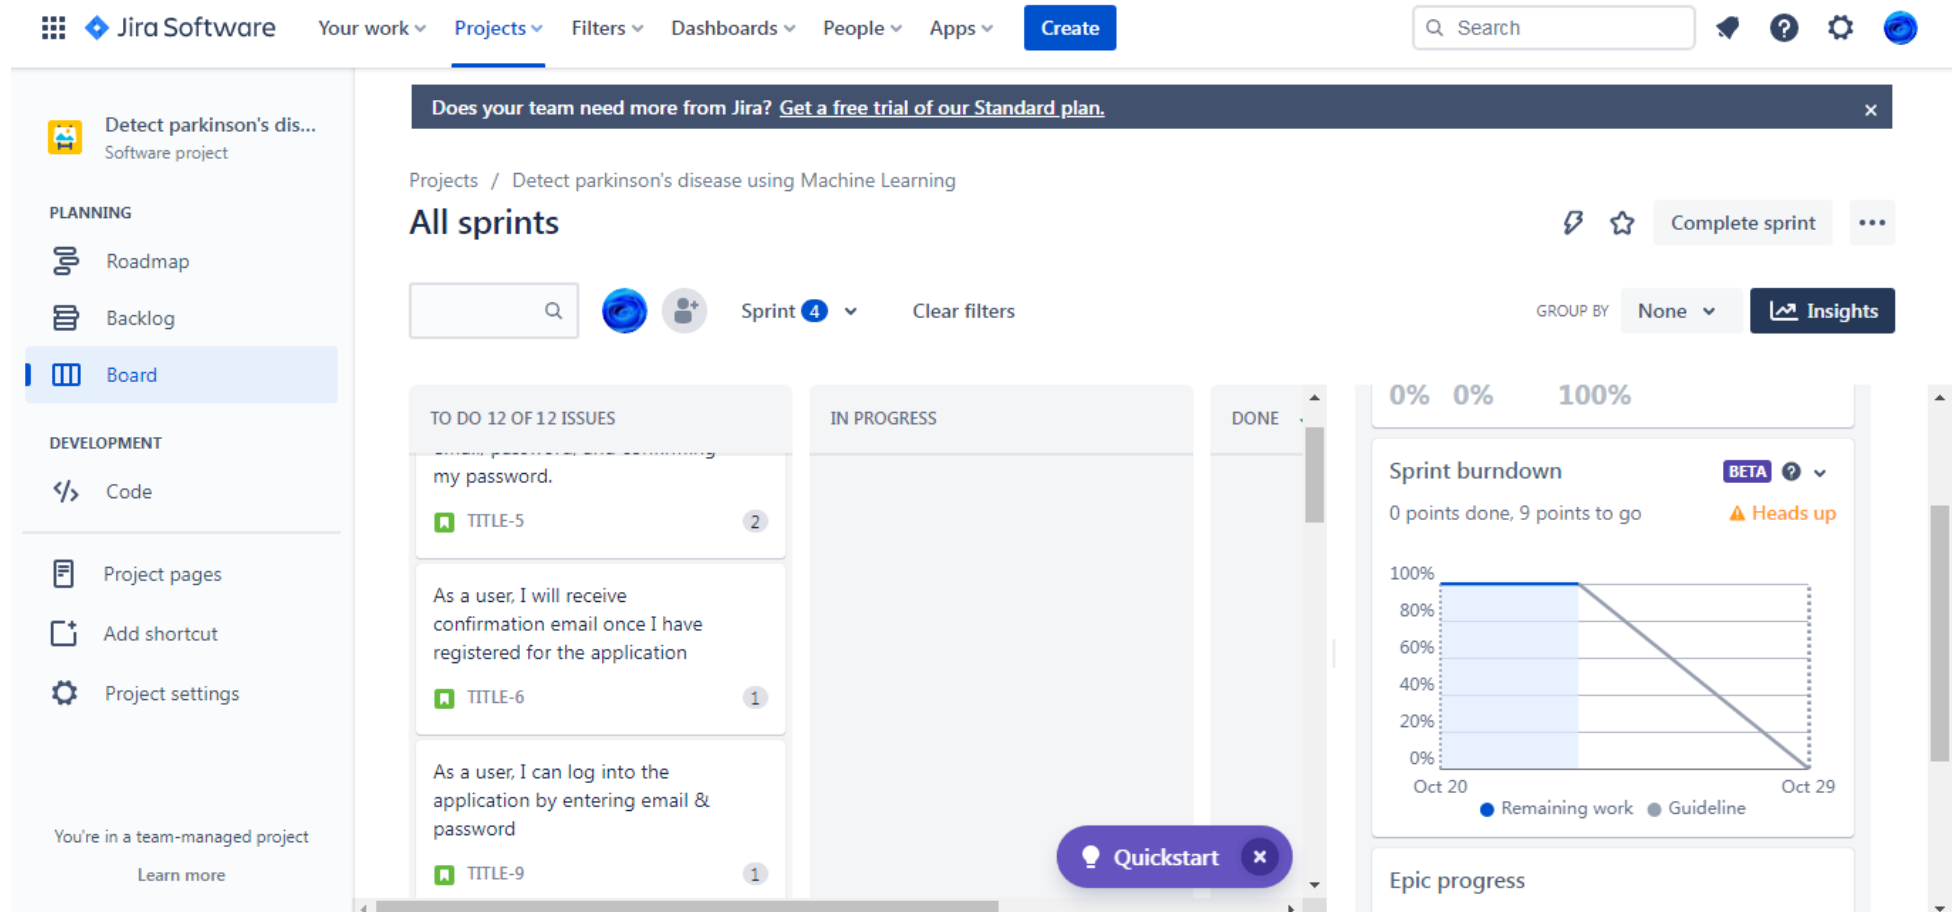 Jira Software Your work Projects Filters Dashboards People Apps Create Search
Does your team need more from Jira? Get a free trial of our Standard plan.
Detect parkinson's dis...
Software project
PLANNING
Roadmap
Backlog
Board
DEVELOPMENT
Code
Project pages
Add shortcut
Project settings
You're in a team-managed project
Learn more
Projects / Detect parkinson's disease using Machine Learning
All sprints
Complete sprint
Sprint 4 Clear filters
GROUP BY None Insights
TO DO 12 OF 12 ISSUES
my password.
TITLE-5 2
As a user, I will receive
confirmation email once I have
registered for the application
TITLE-6 1
As a user, I can log into the
application by entering email &
password
TITLE-9 1
IN PROGRESS
DONE
Quickstart
0% 0% 100%
Sprint burndown BETA
0 points done, 9 points to go Heads up
100%
80%
60%
40%
20%
0%
Oct 20 Oct 29
Remaining work Guideline
Epic progress